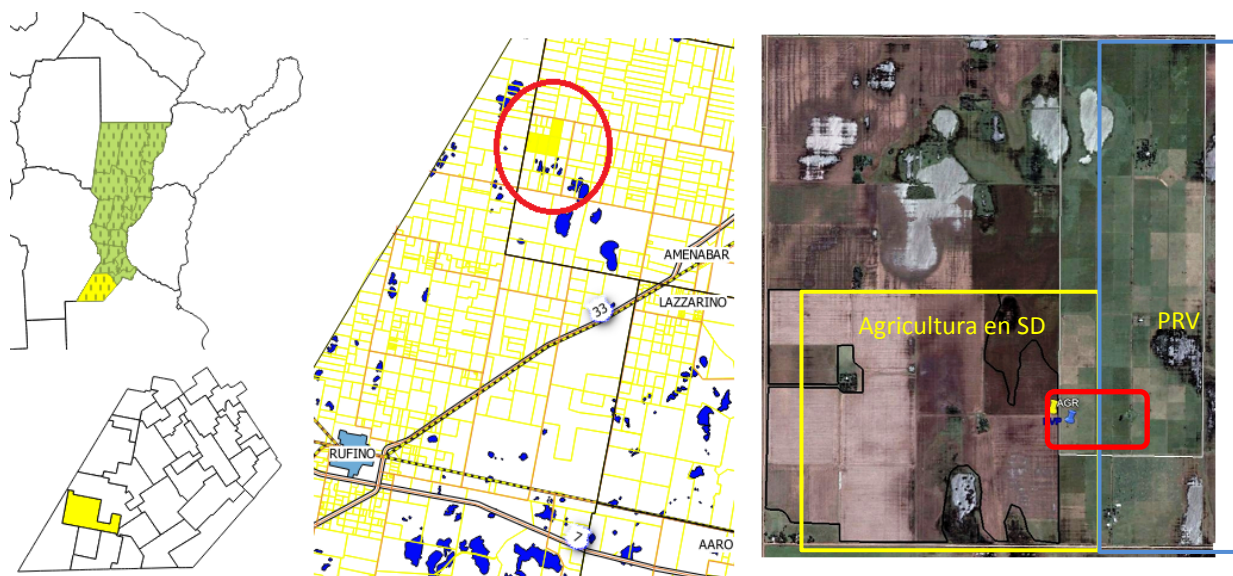 AMENABAR
LAZZARINO
33
RUFINO
7
AARO
Agricultura en SD
PRV
AGR